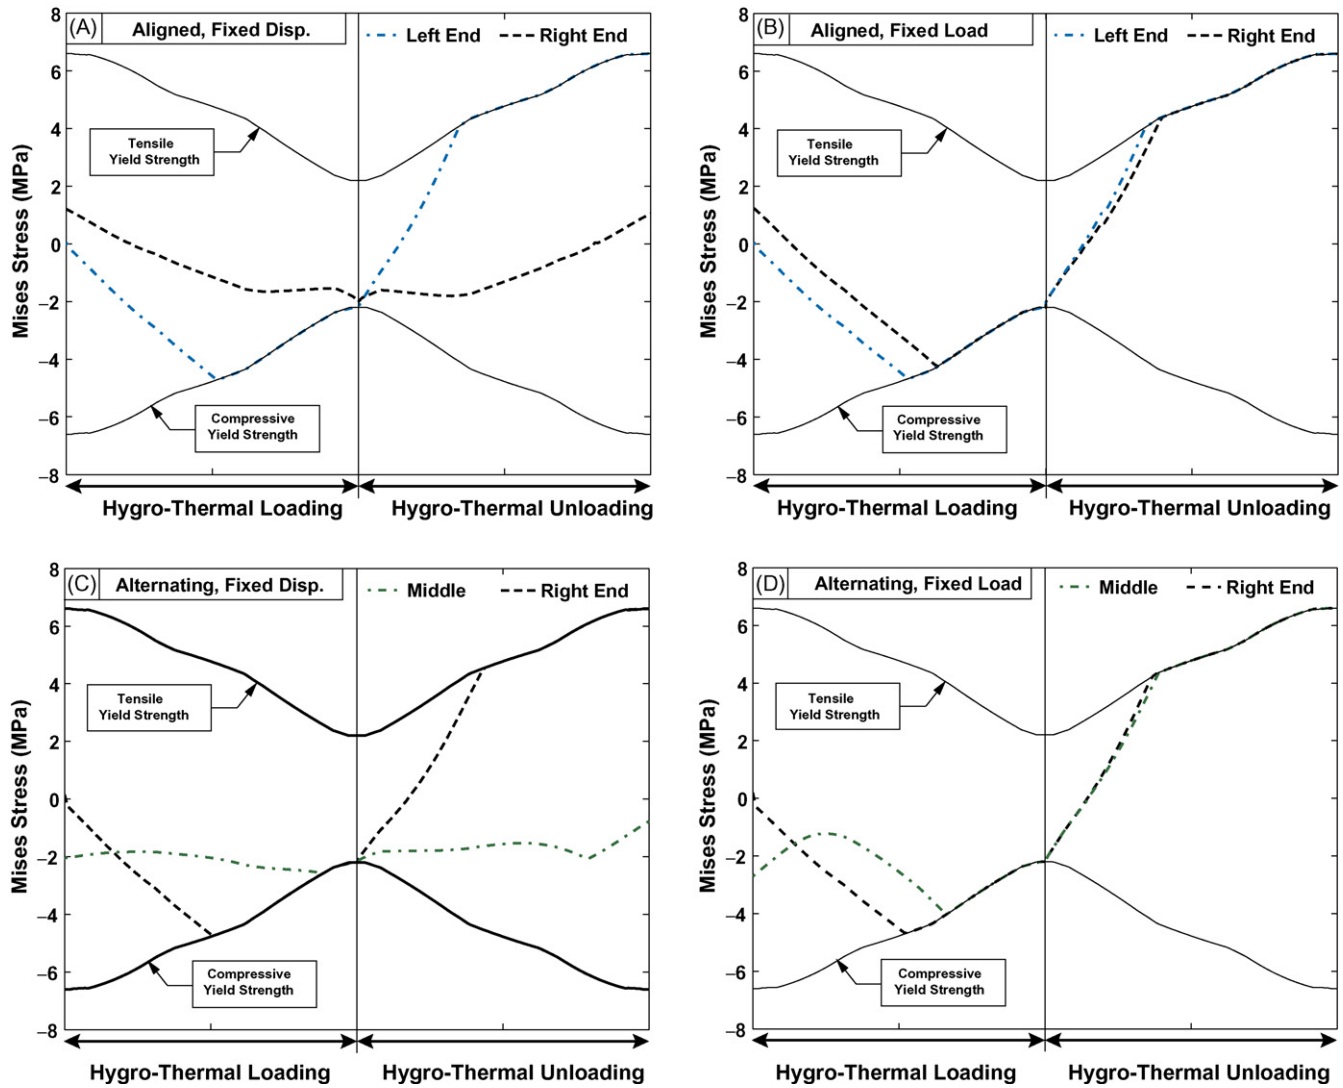 (A) Aligned, Fixed Disp. Left End Right End
8
6
4
2
0
−2
−4
−6
−8
Mises Stress (MPa)
Tensile
Yield Strength
Compressive
Yield Strength
Hygro-Thermal Loading Hygro-Thermal Unloading
(B) Aligned, Fixed Load Left End Right End
8
6
4
2
0
−2
−4
−6
−8
Mises Stress (MPa)
Tensile
Yield Strength
Compressive
Yield Strength
Hygro-Thermal Loading Hygro-Thermal Unloading
(C) Alternating, Fixed Disp. Middle Right End
8
6
4
2
0
−2
−4
−6
−8
Mises Stress (MPa)
Tensile
Yield Strength
Compressive
Yield Strength
Hygro-Thermal Loading Hygro-Thermal Unloading
(D) Alternating, Fixed Load Middle Right End
8
6
4
2
0
−2
−4
−6
−8
Mises Stress (MPa)
Tensile
Yield Strength
Compressive
Yield Strength
Hygro-Thermal Loading Hygro-Thermal Unloading